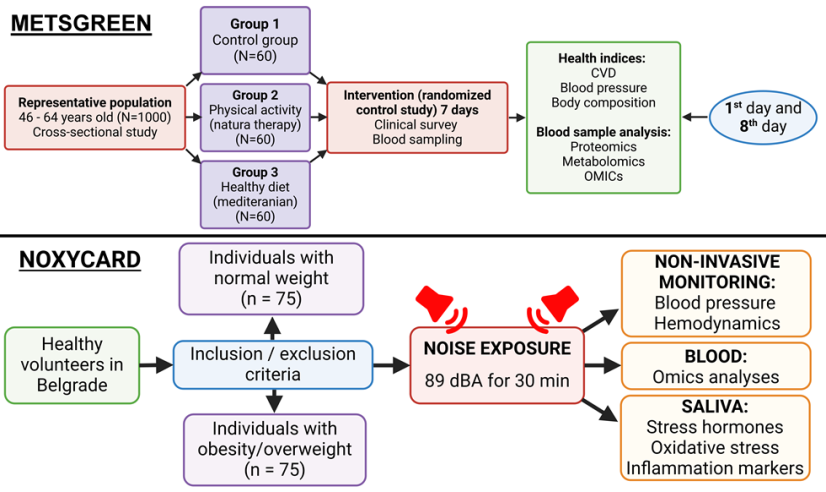 METSGREEN
Group 1
Control group
(N=60)
Representative population
46 - 64 years old (N=1000)
Cross-sectional study
Group 2
Physical activity
(natura therapy)
(N=60)
Group 3
Healthy diet
(mediteranian)
(N=60)
Intervention (randomized
control study) 7 days
Clinical survey
Blood sampling
Health indices:
CVD
Blood pressure
Body composition
Blood sample analysis:
Proteomics
Metabolomics
OMICs
1st day and
8th day
NOXYCARD
Healthy
volunteers in
Belgrade
Individuals with
normal weight
(n = 75)
Inclusion / exclusion
criteria
Individuals with
obesity/overweight
(n = 75)
NOISE EXPOSURE
89 dBA for 30 min
NON-INVASIVE
MONITORING:
Blood pressure
Hemodynamics
BLOOD:
Omics analyses
SALIVA:
Stress hormones
Oxidative stress
Inflammation markers